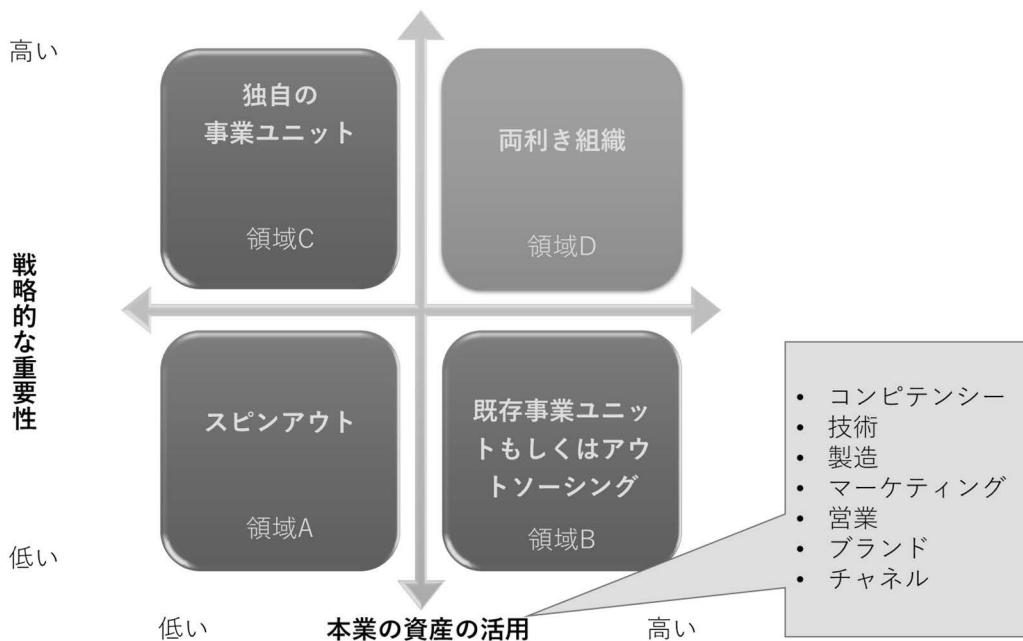 高い
独自の
事業ユニット
領域C
両利き組織
領域D
戦略的な重要性
スピンアウト
領域A
既存事業ユニッ
トもしくはアウ
トソーシング
領域B
• コンピテンシー
• 技術
• 製造
• マーケティング
• 営業
• ブランド
• チャネル
低い
低い
本業の資産の活用
高い